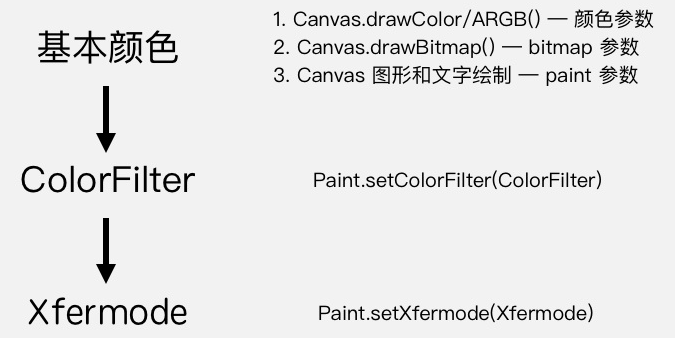 基本颜色
1. Canvas.drawColor/ARGB() — 颜色参数
2. Canvas.drawBitmap() — bitmap 参数
3. Canvas 图形和文字绘制 — paint 参数
ColorFilter
Paint.setColorFilter(ColorFilter)
Xfermode
Paint.setXfermode(Xfermode)